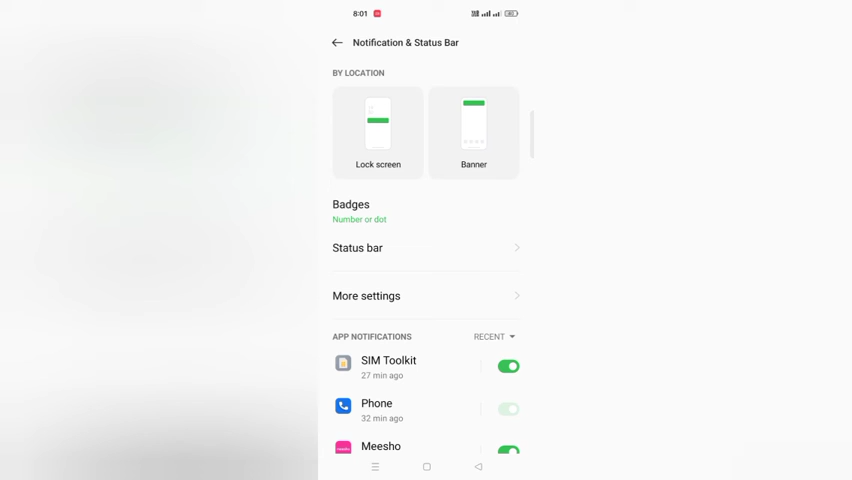 8:01
Notification & Status Bar
BY LOCATION
Lock screen
Banner
Badges
Number or dot
Status bar
More settings
APP NOTIFICATIONS
RECENT
SIM Toolkit
27 min ago
Phone
32 min ago
Meesho